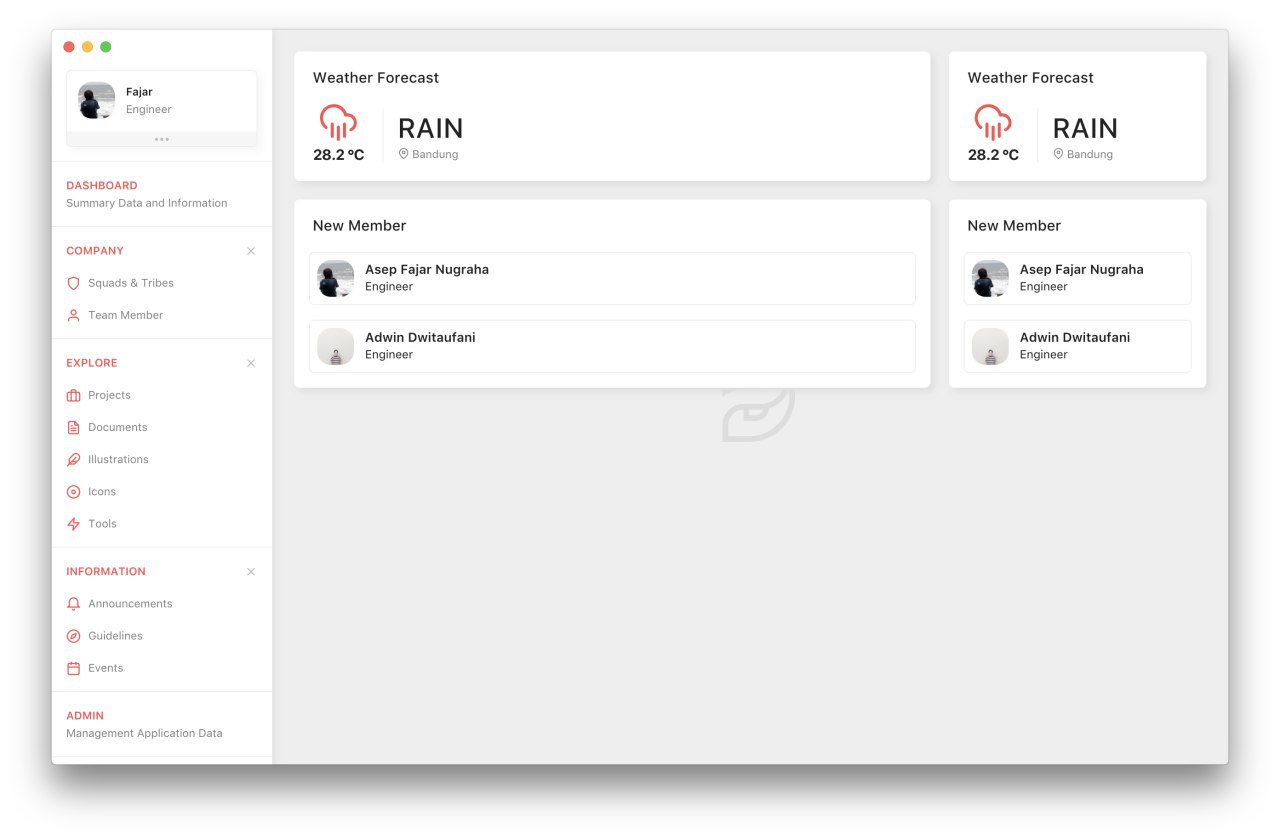 Fajar
Engineer
DASHBOARD
Summary Data and Information
COMPANY
Squads & Tribes
Team Member
EXPLORE
Projects
Documents
Illustrations
Icons
Tools
INFORMATION
Announcements
Guidelines
Events
ADMIN
Management Application Data
Weather Forecast
28.2 ºC
RAIN
Bandung
Weather Forecast
28.2 ºC
RAIN
Bandung
New Member
Asep Fajar Nugraha
Engineer
Adwin Dwitaufani
Engineer
New Member
Asep Fajar Nugraha
Engineer
Adwin Dwitaufani
Engineer